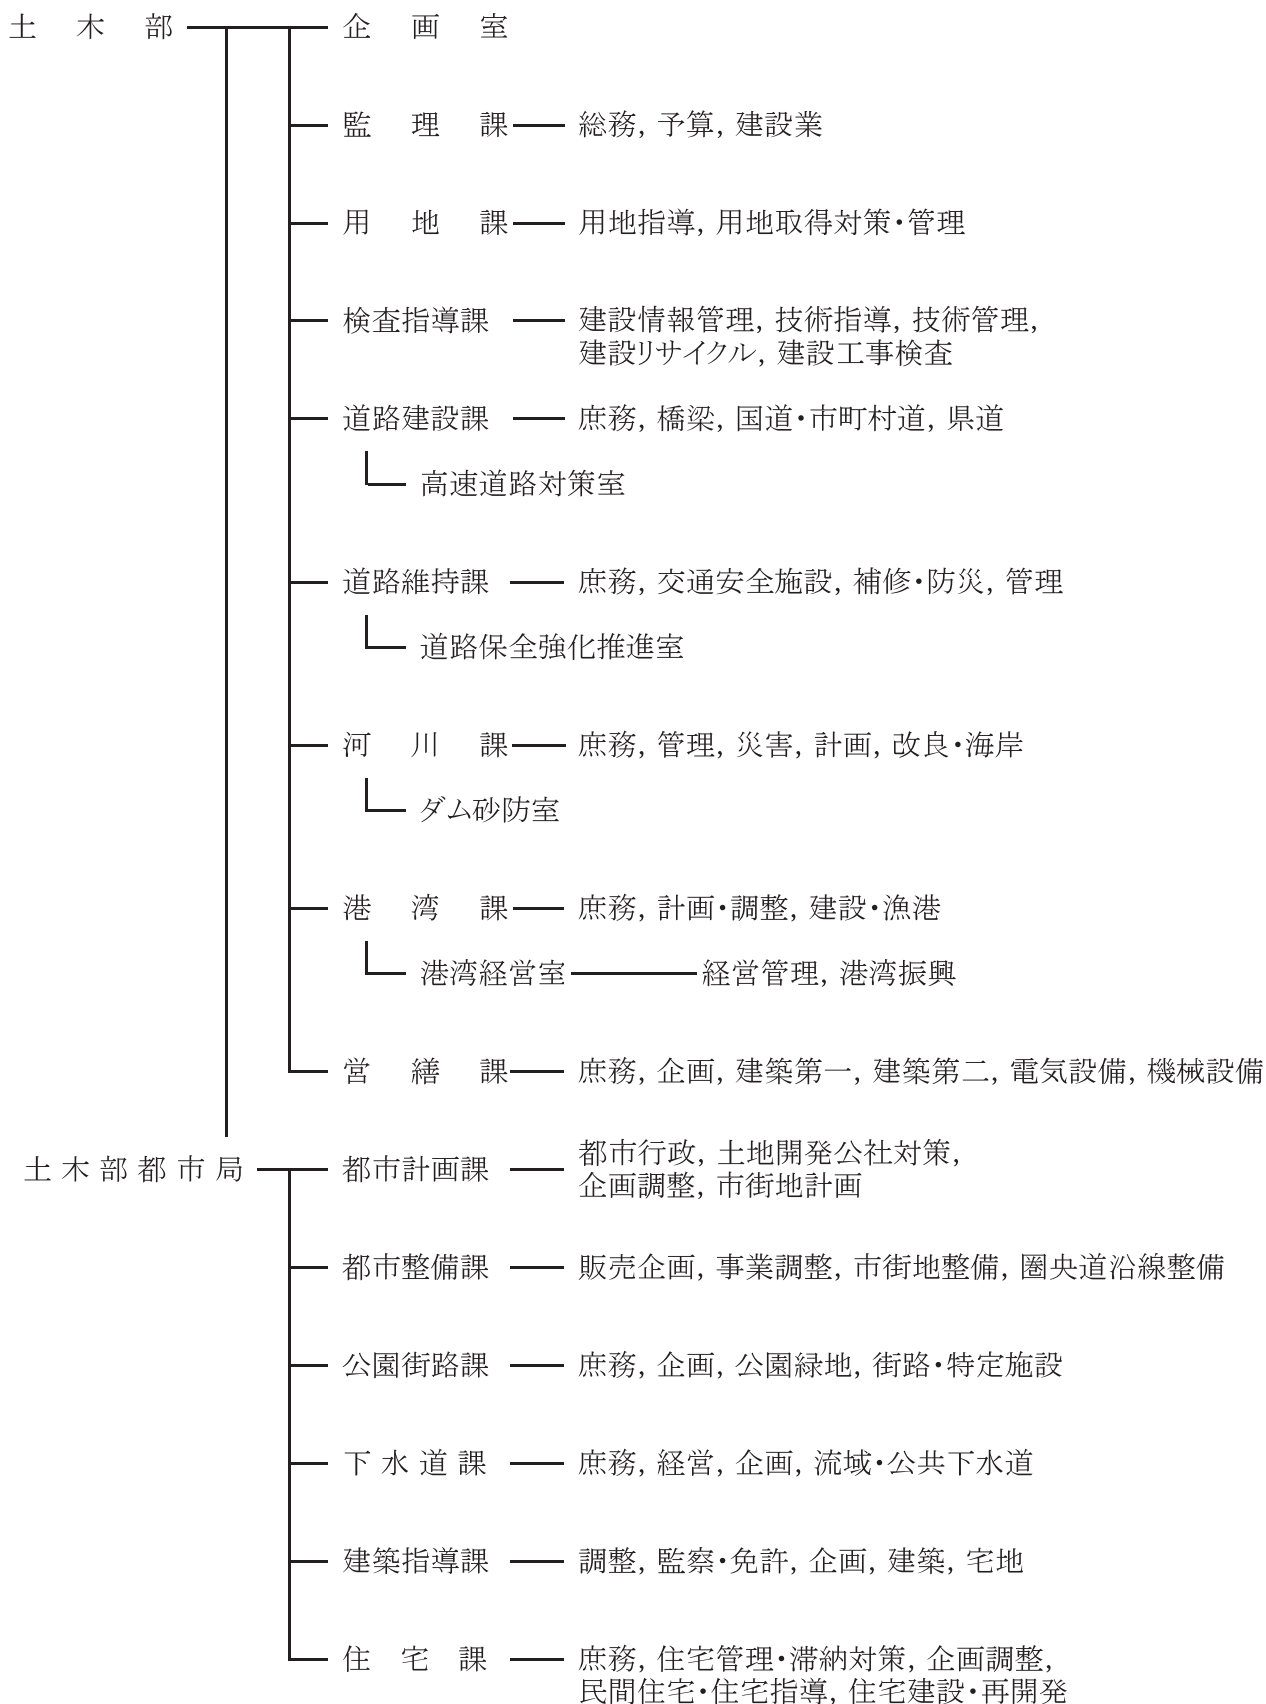 土木部 企画室
監理課 総務, 予算, 建設業
用地課 用地指導, 用地取得対策・管理
検査指導課 建設情報管理, 技術指導, 技術管理,
建設リサイクル, 建設工事検査
道路建設課 庶務, 橋梁, 国道・市町村道, 県道
高速道路対策室
道路維持課 庶務, 交通安全施設, 補修・防災, 管理
道路保全強化推進室
河川課 庶務, 管理, 災害, 計画, 改良・海岸
ダム砂防室
港湾課 庶務, 計画・調整, 建設・漁港
港湾経営室 経営管理, 港湾振興
営繕課 庶務, 企画, 建築第一, 建築第二, 電気設備, 機械設備
土木部都市局 都市計画課 都市行政, 土地開発公社対策,
企画調整, 市街地計画
都市整備課 販売企画, 事業調整, 市街地整備, 圏央道沿線整備
公園街路課 庶務, 企画, 公園緑地, 街路・特定施設
下水道課 庶務, 経営, 企画, 流域・公共下水道
建築指導課 調整, 監察・免許, 企画, 建築, 宅地
住宅課 庶務, 住宅管理・滞納対策, 企画調整,
民間住宅・住宅指導, 住宅建設・再開発